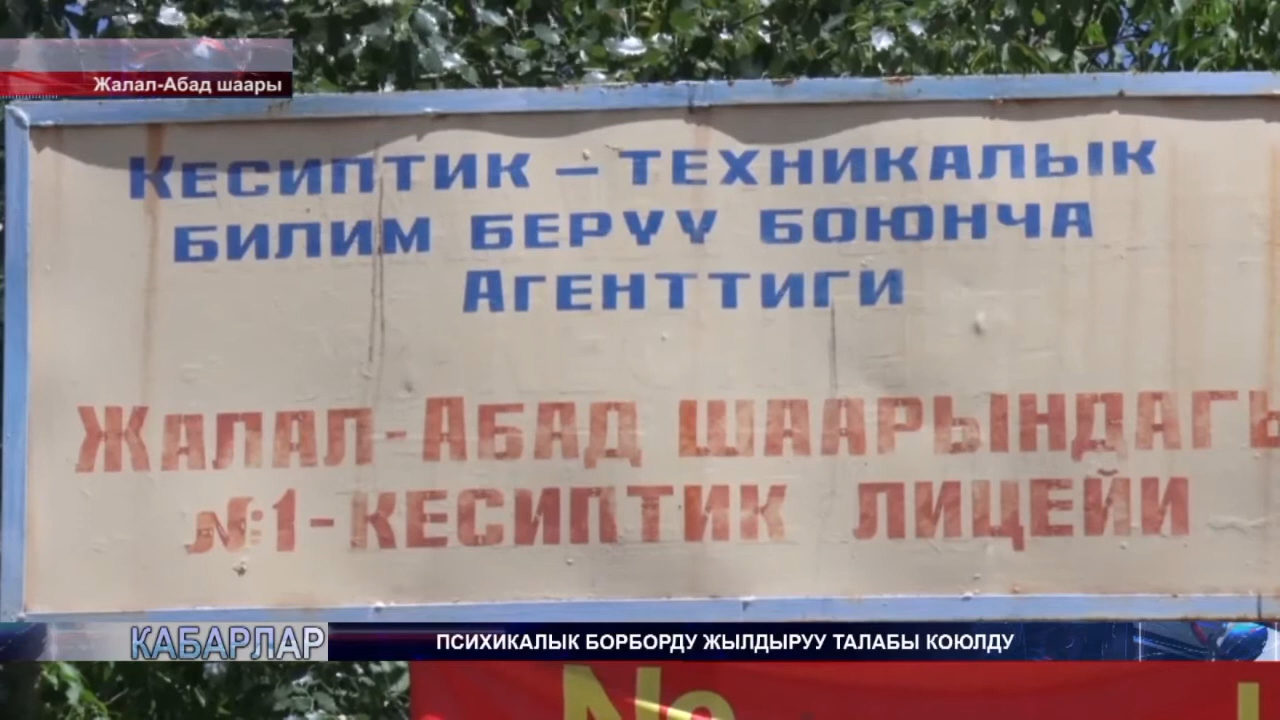 Жалал-Абад шаары
Кесиптик – техникалык
билим берүү боюнча
Агенттиги
Жалал-Абад шаарындагы
№1-кесиптик лицейи
КАБАРЛАР
ПСИХИКАЛЫК БОРБОРДУ ЖЫЛДЫРУУ ТАЛАБЫ КОЮЛДУ
№